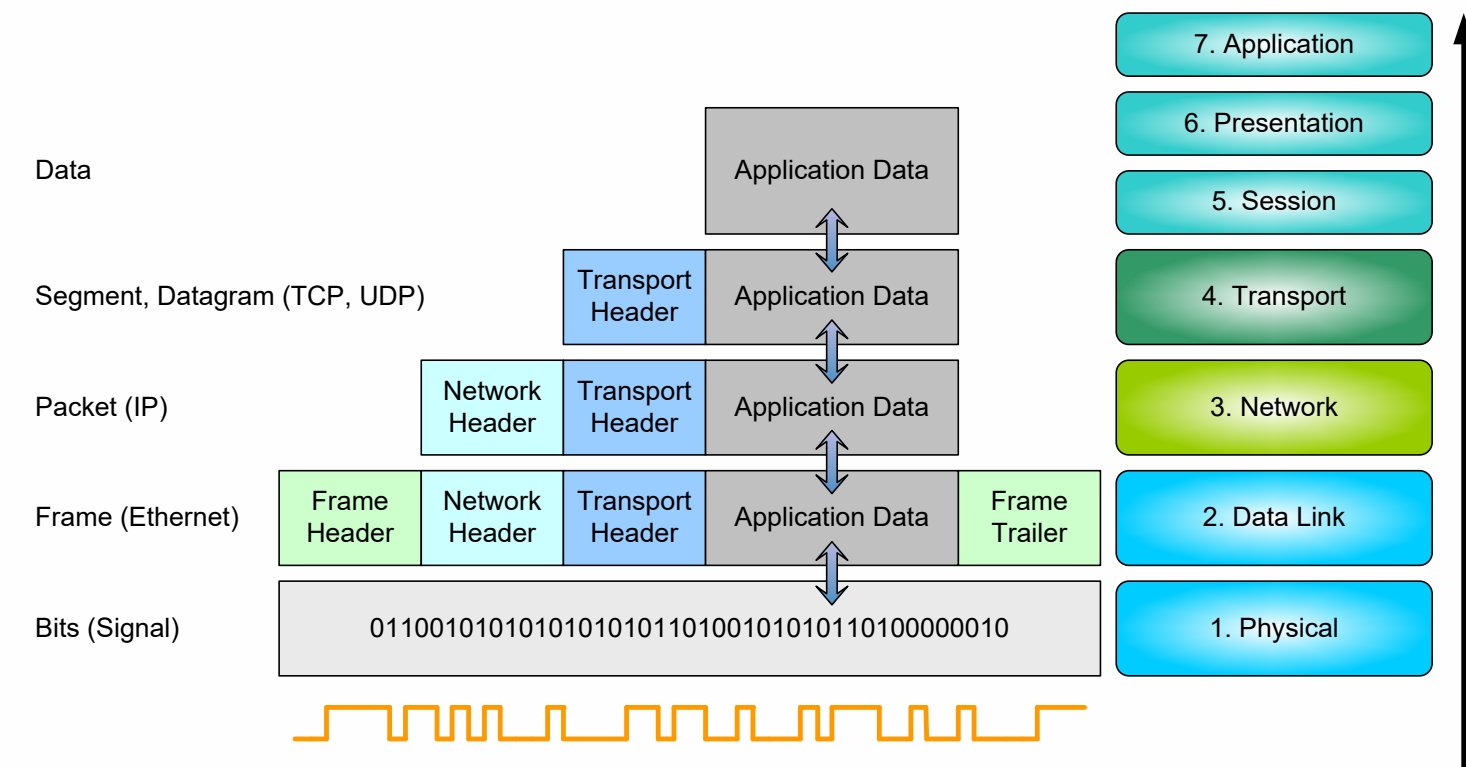 7. Application
6. Presentation
Data
Application Data
5. Session
Segment, Datagram (TCP, UDP)
Transport
Header
Application Data
4. Transport
Packet (IP)
Network
Header
Transport
Header
Application Data
3. Network
Frame (Ethernet)
Frame
Header
Network
Header
Transport
Header
Application Data
Frame
Trailer
2. Data Link
Bits (Signal)
0110010101010101010110100101010110100000010
1. Physical